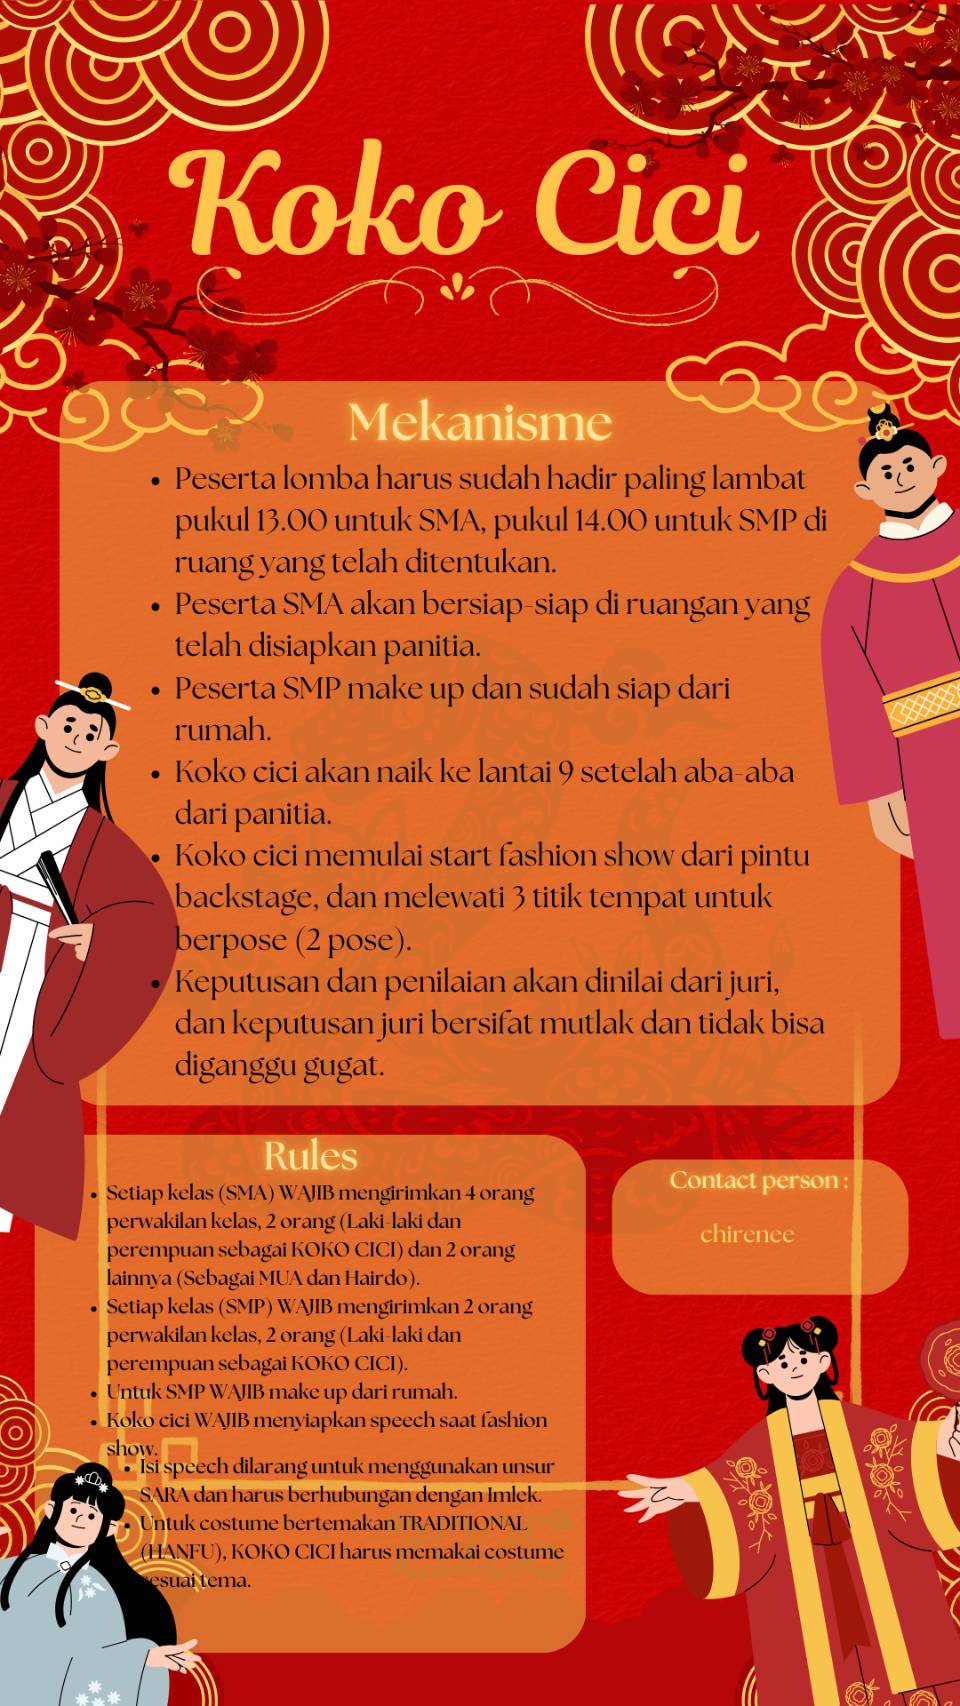 Koko Cici
Mekanisme
• Peserta lomba harus sudah hadir paling lambat
pukul 13.00 untuk SMA, pukul 14.00 untuk SMP di
ruang yang telah ditentukan.
• Peserta SMA akan bersiap-siap di ruangan yang
telah disiapkan panitia.
• Peserta SMP make up dan sudah siap dari
rumah.
• Koko cici akan naik ke lantai 9 setelah aba-aba
dari panitia.
• Koko cici memulai start fashion show dari pintu
backstage, dan melewati 3 titik tempat untuk
berpose (2 pose).
• Keputusan dan penilaian akan dinilai dari juri,
dan keputusan juri bersifat mutlak dan tidak bisa
diganggu gugat.
Rules
• Setiap kelas (SMA) WAJIB mengirimkan 4 orang
perwakilan kelas, 2 orang (Laki-laki dan
perempuan sebagai KOKO CICI) dan 2 orang
lainnya (Sebagai MUA dan Hairdo).
• Setiap kelas (SMP) WAJIB mengirimkan 2 orang
perwakilan kelas, 2 orang (Laki-laki dan
perempuan sebagai KOKO CICI).
• Untuk SMP WAJIB make up dari rumah.
• Koko cici WAJIB menyiapkan speech saat fashion
show.
• Isi speech dilarang untuk menggunakan unsur
SARA dan harus berhubungan dengan Imlek.
• Untuk costume bertemakan TRADITIONAL
(HANFU), KOKO CICI harus memakai costume
sesuai tema.
Contact person :
chirenee